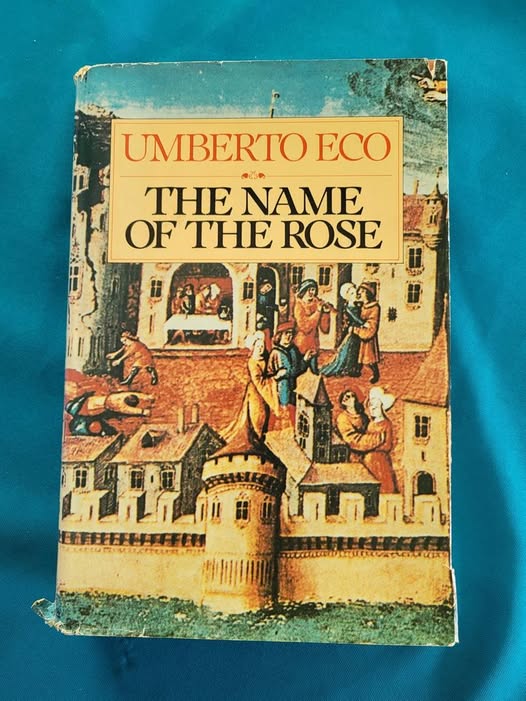 UMBERTO ECO
THE NAME
OF THE ROSE